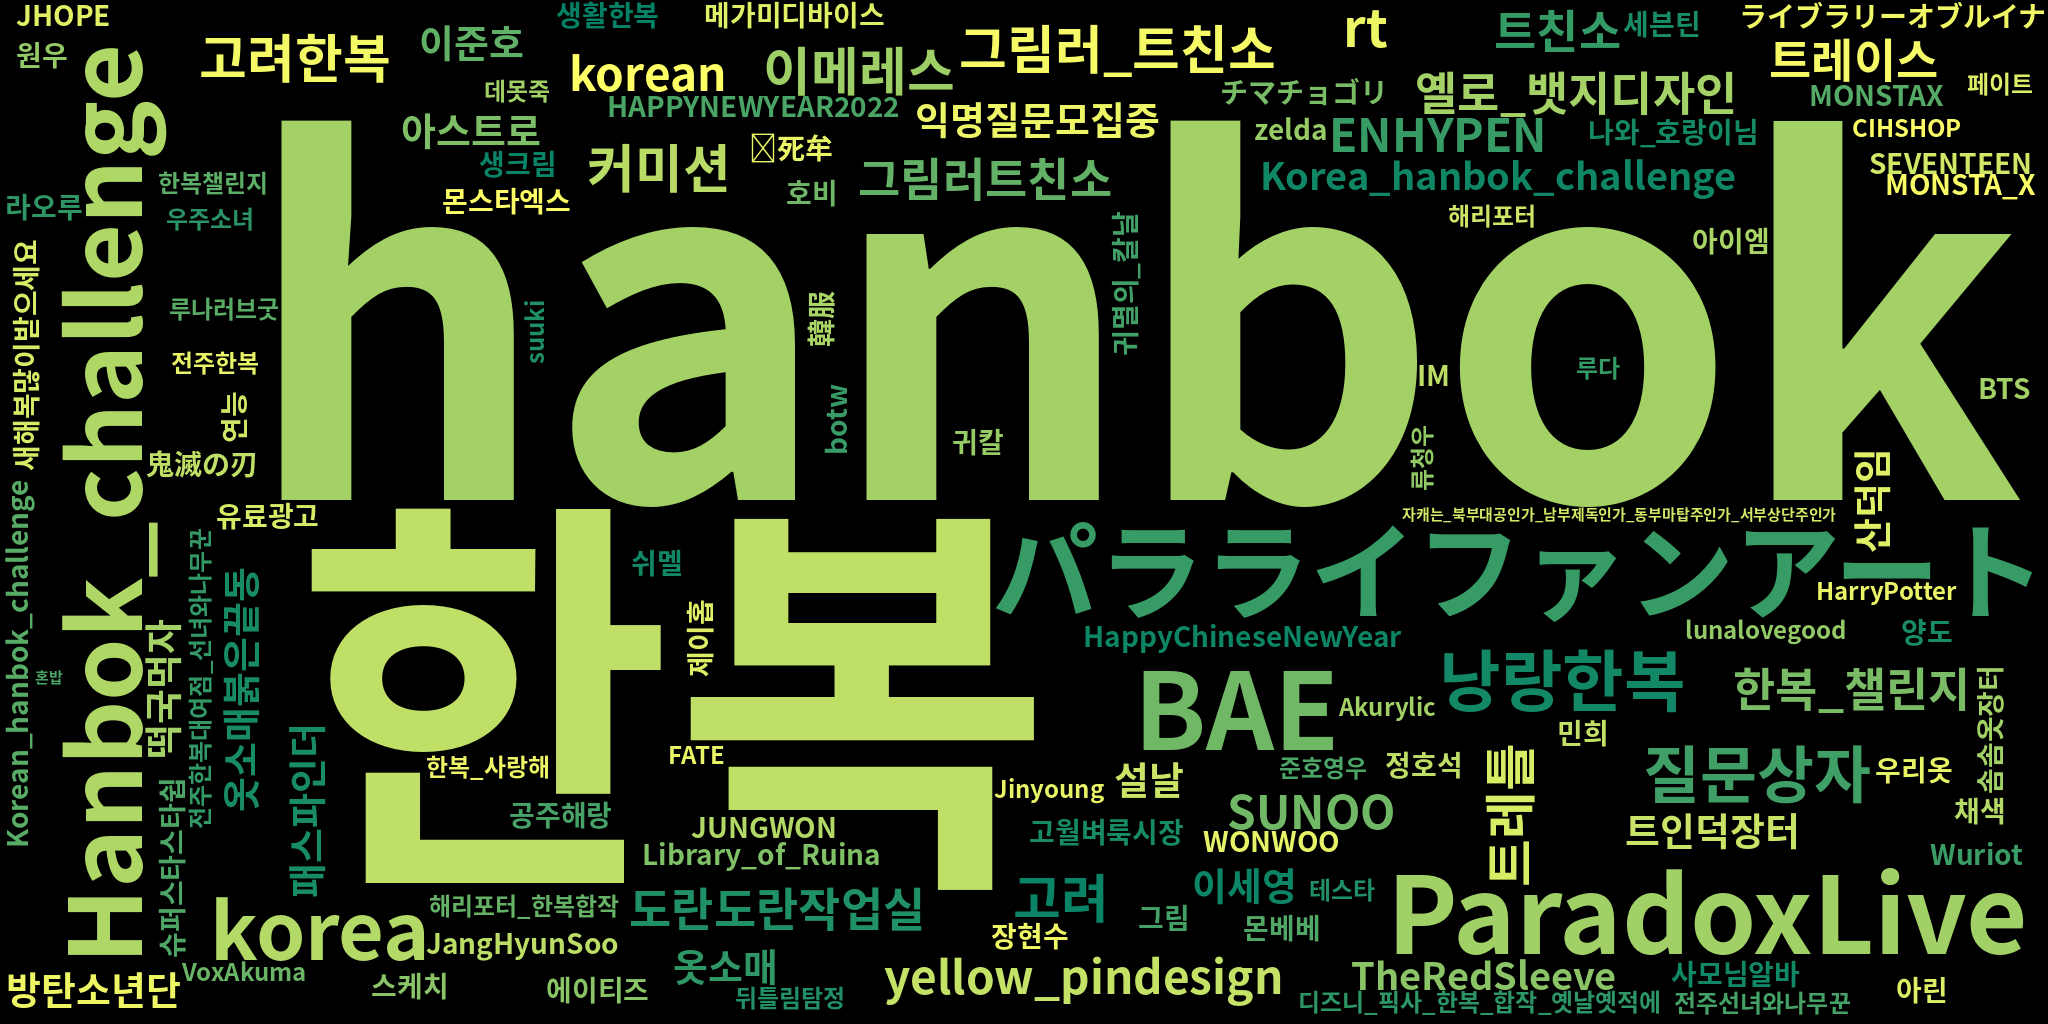 JHOPE
생활한복
메가미디바이스
rt
트친소
세븐틴
ライブラリーオブルイナ
원우
고려한복
이준호
korean
이메레스
그림러_트친소
트레이스
데못죽
HAPPYNEWYEAR2022
チマチョゴリ
옐로_뱃지디자인
MONSTAX
페이트
아스트로
익명질문모집중
zelda
ENHYPEN
나와_호랑이님
CIHSHOP
생크림
커미션
死牟
그림러트친소
Korea_hanbok_challenge
SEVENTEEN
MONSTA_X
한복챌린지
몬스타엑스
호비
라오루
우주소녀
해리포터
아이엠
hanbok
Hanbok_challenge
새해복많이받으세요
루나러브굿
suuki
韓服
귀멸의_칼날
전주한복
IM
루다
BTS
연등
botw
귀칼
류청우
鬼滅の刃
유료광고
자캐는_북부대공인가_남부제독인가_동부마탑주인가_서부상단주인가
산덕임
Korean_hanbok_challenge
한복
쉬멜
パラライファンアート
HarryPotter
혼밥
떡국먹자
전주한복대여점_선녀와나무꾼
옷소매붉은끝동
제이홉
HappyChineseNewYear
lunalovegood
양도
BAE
Akurylic
낭랑한복
한복_챌린지
솜솜옷장터
패스파인더
한복_사랑해
FATE
민희
준호영우
정호석
트레틀
질문상자
우리옷
슈퍼스타스타쉽
공주해랑
Jinyoung
설날
SUNOO
채색
JUNGWON
고월벼룩시장
WONWOO
트인덕장터
Library_of_Ruina
Wuriot
korea
해리포터_한복합작
도란도란작업실
고려
이세영
테스타
ParadoxLive
JangHyunSoo
장현수
그림
몬베베
방탄소년단
VoxAkuma
스케치
에이티즈
옷소매
뒤틀림탐정
yellow_pindesign
TheRedSleeve
사모님알바
아린
디즈니_픽사_한복_합작_옛날옛적에
전주선녀와나무꾼